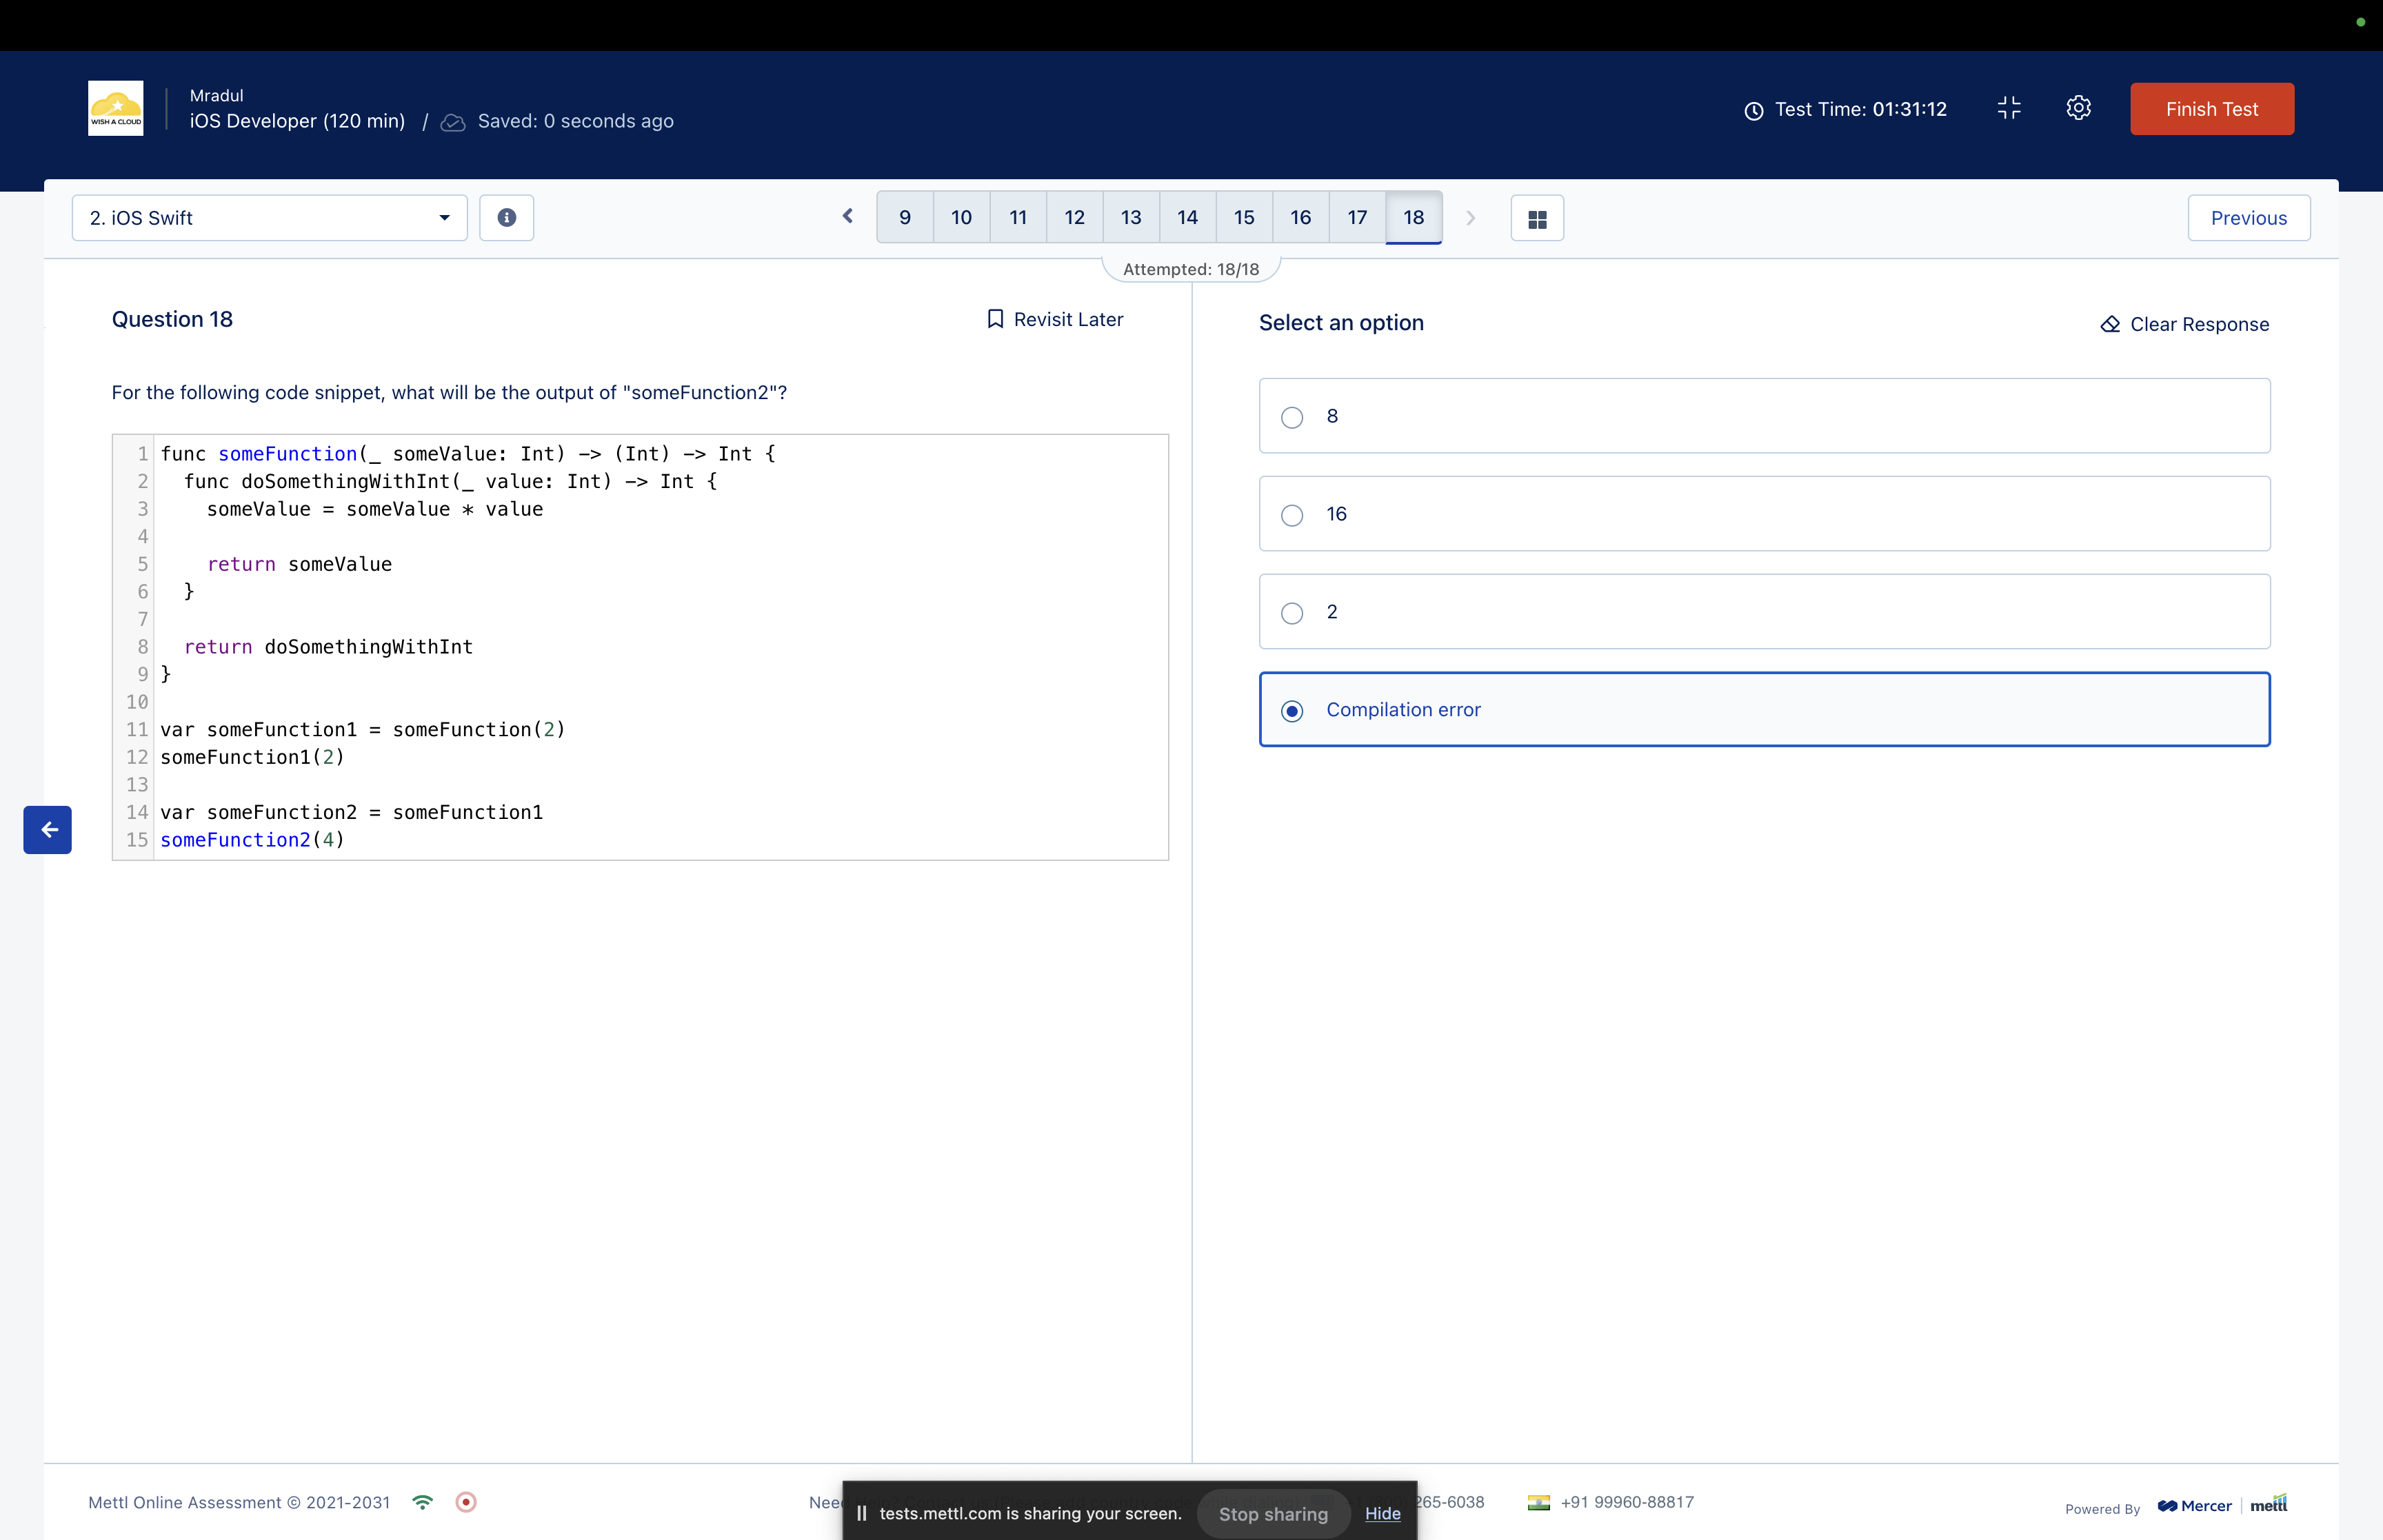 WISH A CLOUD
Mradul
iOS Developer (120 min) / Saved: 0 seconds ago
Test Time: 01:31:12
Finish Test
2. iOS Swift
9 10 11 12 13 14 15 16 17 18
Previous
Attempted: 18/18
Question 18
Revisit Later
For the following code snippet, what will be the output of "someFunction2"?
1 func someFunction(_ someValue: Int) -> (Int) -> Int {
2   func doSomethingWithInt(_ value: Int) -> Int {
3     someValue = someValue * value
4
5     return someValue
6   }
7
8   return doSomethingWithInt
9 }
10
11 var someFunction1 = someFunction(2)
12 someFunction1(2)
13
14 var someFunction2 = someFunction1
15 someFunction2(4)
Select an option
Clear Response
8
16
2
Compilation error
Mettl Online Assessment © 2021-2031
265-6038
+91 99960-88817
Powered By Mercer | mettl
tests.mettl.com is sharing your screen.
Stop sharing
Hide